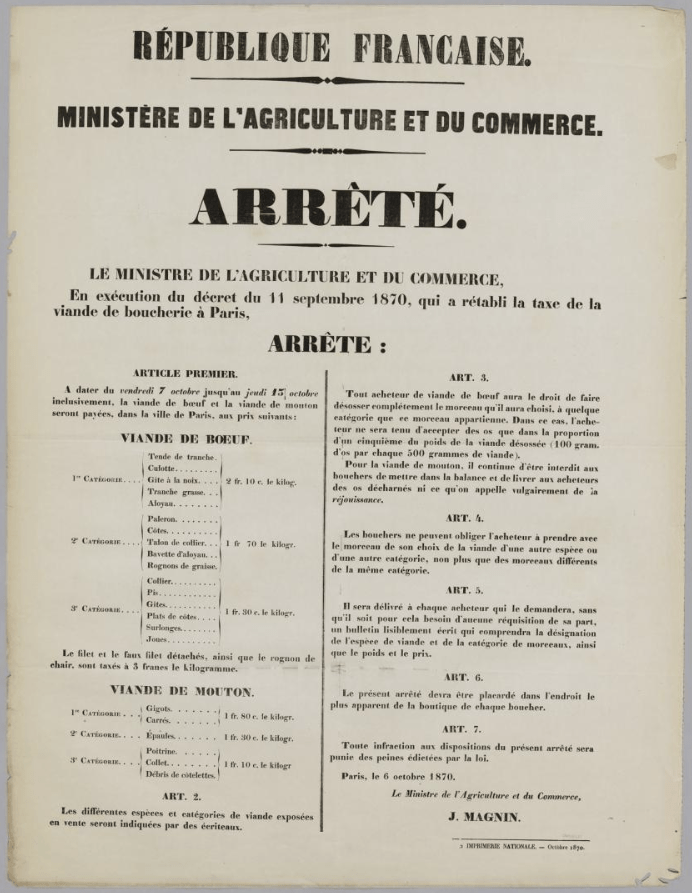 RÉPUBLIQUE FRANCAISE.
MINISTÈRE DE L'AGRICULTURE ET DU COMMERCE.
ARRÊTÉ.
LE MINISTRE DE L'AGRICULTURE ET DU COMMERCE,
En exécution du décret du 11 septembre 1870, qui a rétabli la taxe de la
viande de boucherie à Paris,
ARRÊTE :
ARTICLE PREMIER.
A dater du vendredi 7 octobre jusqu'au jeudi 13 octobre
inclusivement, la viande de bœuf et la viande de mouton
seront payées, dans la ville de Paris, aux prix suivants :
VIANDE DE BŒUF.
1re CATÉGORIE....
Tende de tranche.
Culotte.........
Gîte à la noix....
Tranche grasse...
Aloyau........
2 fr. 10 c. le kilog.
2e CATÉGORIE....
Paleron........
Côtes..........
Talon de collier...
Bavette d'aloyau...
Rognons de graisse.
1 fr 70 le kilogr.
3e CATÉGORIE....
Collier..........
Pis............
Gîtes...........
Plats de côtes....
Surlonges.......
Joues..........
1 fr. 30 c. le kilogr.
Le filet et le faux filet détachés, ainsi que le rognon de
chair, sont taxés à 3 francs le kilogramme.
VIANDE DE MOUTON.
1re CATÉGORIE....
Gigots........
Carrés........
1 fr. 80 c. le kilogr.
2e CATÉGORIE.... Épaules....... 1 fr. 30 c. le kilogr.
3e CATÉGORIE....
Poitrine........
Collet..........
Débris de côtelettes.
1 fr. 10 c. le kilogr
ART. 2.
Les différentes espèces et catégories de viande exposées
en vente seront indiquées par des écriteaux.
ART. 3.
Tout acheteur de viande de bœuf aura le droit de faire
désosser complétement le morceau qu'il aura choisi, à quelque
catégorie que ce morceau appartienne. Dans ce cas, l'ache-
teur ne sera tenu d'accepter des os que dans la proportion
d'un cinquième du poids de la viande désossée (100 gram.
d'os par chaque 500 grammes de viande).
Pour la viande de mouton, il continue d'être interdit aux
bouchers de mettre dans la balance et de livrer aux acheteurs
des os décharnés ni ce qu'on appelle vulgairement de la
réjouissance.
ART. 4.
Les bouchers ne peuvent obliger l'acheteur à prendre avec
le morceau de son choix de la viande d'une autre espèce ou
d'une autre catégorie, non plus que des morceaux différents
de la même catégorie.
ART. 5.
Il sera délivré à chaque acheteur qui le demandera, sans
qu'il soit pour cela besoin d'aucune réquisition de sa part,
un bulletin lisiblement écrit qui comprendra la désignation
de l'espèce de viande et de la catégorie de morceaux, ainsi
que le poids et le prix.
ART. 6.
Le présent arrêté devra être placardé dans l'endroit le
plus apparent de la boutique de chaque boucher.
ART. 7.
Toute infraction aux dispositions du présent arrêté sera
punie des peines édictées par la loi.
Paris, le 6 octobre 1870.
Le Ministre de l'Agriculture et du Commerce,
J. MAGNIN.
2 IMPRIMERIE NATIONALE. — Octobre 1870.